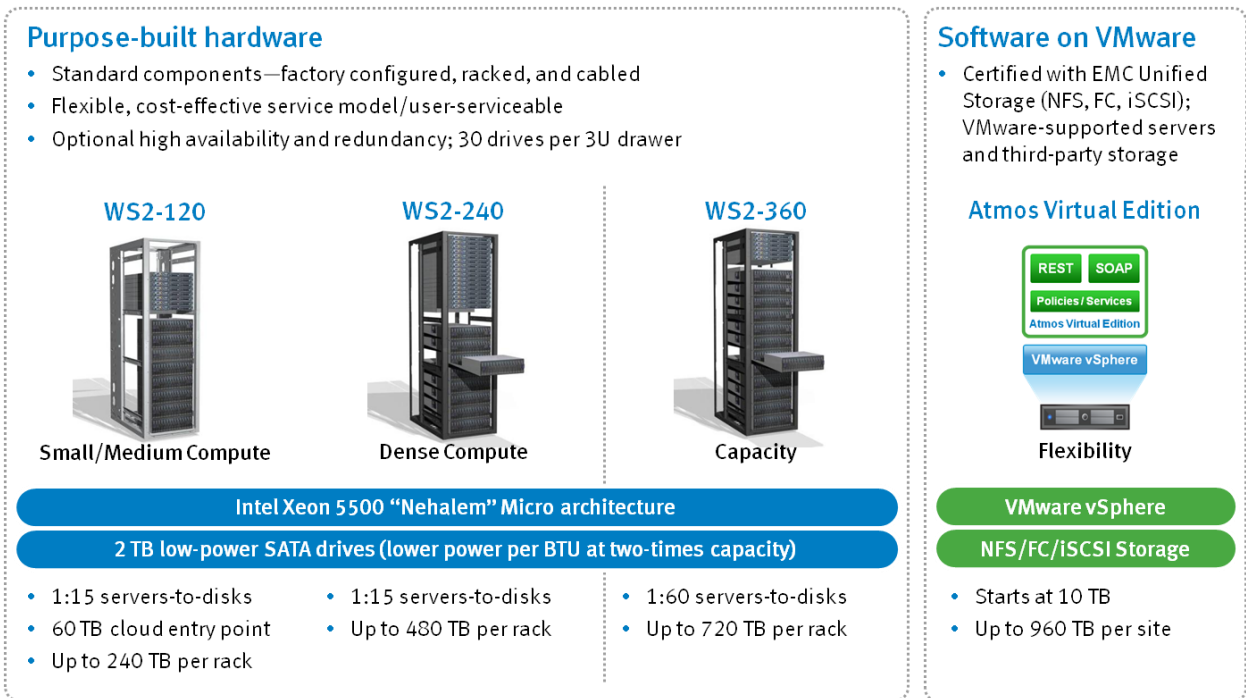 Purpose-built hardware
• Standard components—factory configured, racked, and cabled
• Flexible, cost-effective service model/user-serviceable
• Optional high availability and redundancy; 30 drives per 3U drawer
WS2-120
WS2-240
WS2-360
Small/Medium Compute
Dense Compute
Capacity
Intel Xeon 5500 “Nehalem” Micro architecture
2 TB low-power SATA drives (lower power per BTU at two-times capacity)
• 1:15 servers-to-disks
• 60 TB cloud entry point
• Up to 240 TB per rack
• 1:15 servers-to-disks
• Up to 480 TB per rack
• 1:60 servers-to-disks
• Up to 720 TB per rack
Software on VMware
• Certified with EMC Unified
Storage (NFS, FC, iSCSI);
VMware-supported servers
and third-party storage
Atmos Virtual Edition
REST
SOAP
Policies / Services
Atmos Virtual Edition
VMware vSphere
Flexibility
VMware vSphere
NFS/FC/iSCSI Storage
• Starts at 10 TB
• Up to 960 TB per site